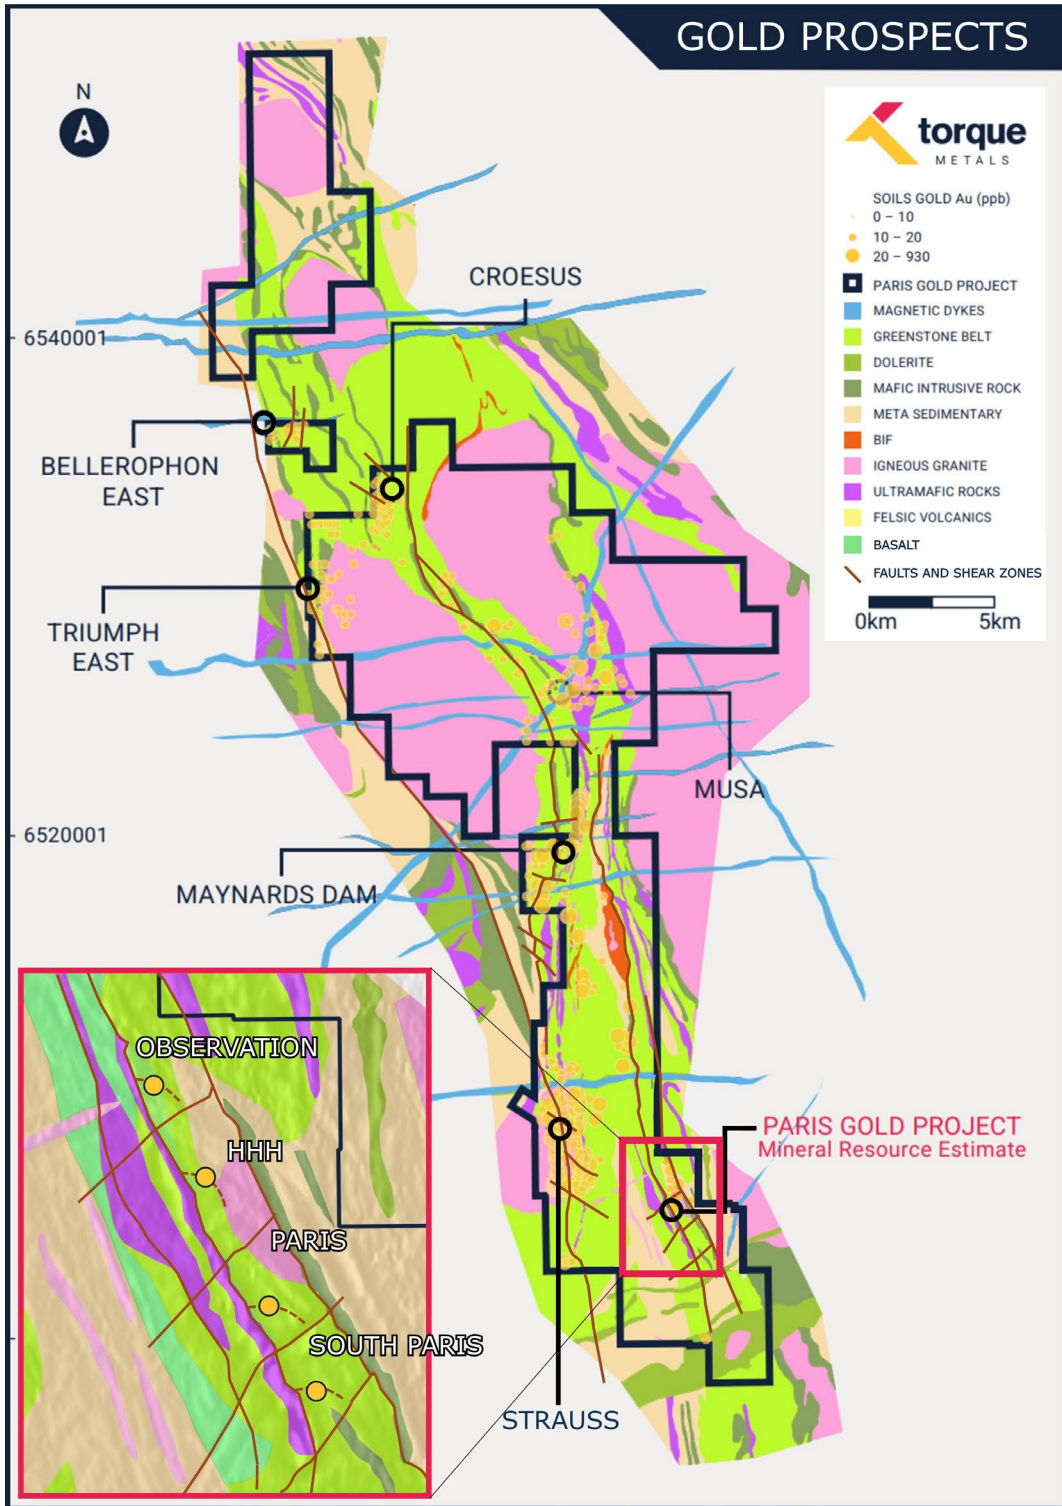 GOLD PROSPECTS
N
torque
METALS
SOILS GOLD Au (ppb)
0 – 10
10 – 20
20 – 930
PARIS GOLD PROJECT
MAGNETIC DYKES
GREENSTONE BELT
DOLERITE
MAFIC INTRUSIVE ROCK
META SEDIMENTARY
BIF
IGNEOUS GRANITE
ULTRAMAFIC ROCKS
FELSIC VOLCANICS
BASALT
FAULTS AND SHEAR ZONES
0km 5km
CROESUS
6540001
BELLEROPHON
EAST
TRIUMPH
EAST
MUSA
6520001
MAYNARDS DAM
OBSERVATION
HHH
PARIS
SOUTH PARIS
PARIS GOLD PROJECT
Mineral Resource Estimate
STRAUSS